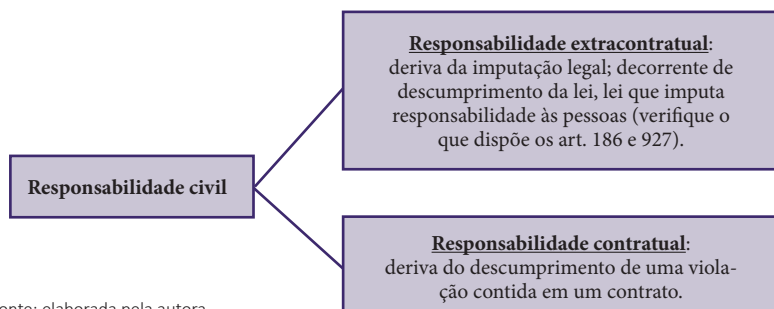 Responsabilidade extracontratual:
deriva da imputação legal; decorrente de
descumprimento da lei, lei que imputa
responsabilidade às pessoas (verifique o
que dispõe os art. 186 e 927).
Responsabilidade civil
Responsabilidade contratual:
deriva do descumprimento de uma viola-
ção contida em um contrato.
elaborada pela autora